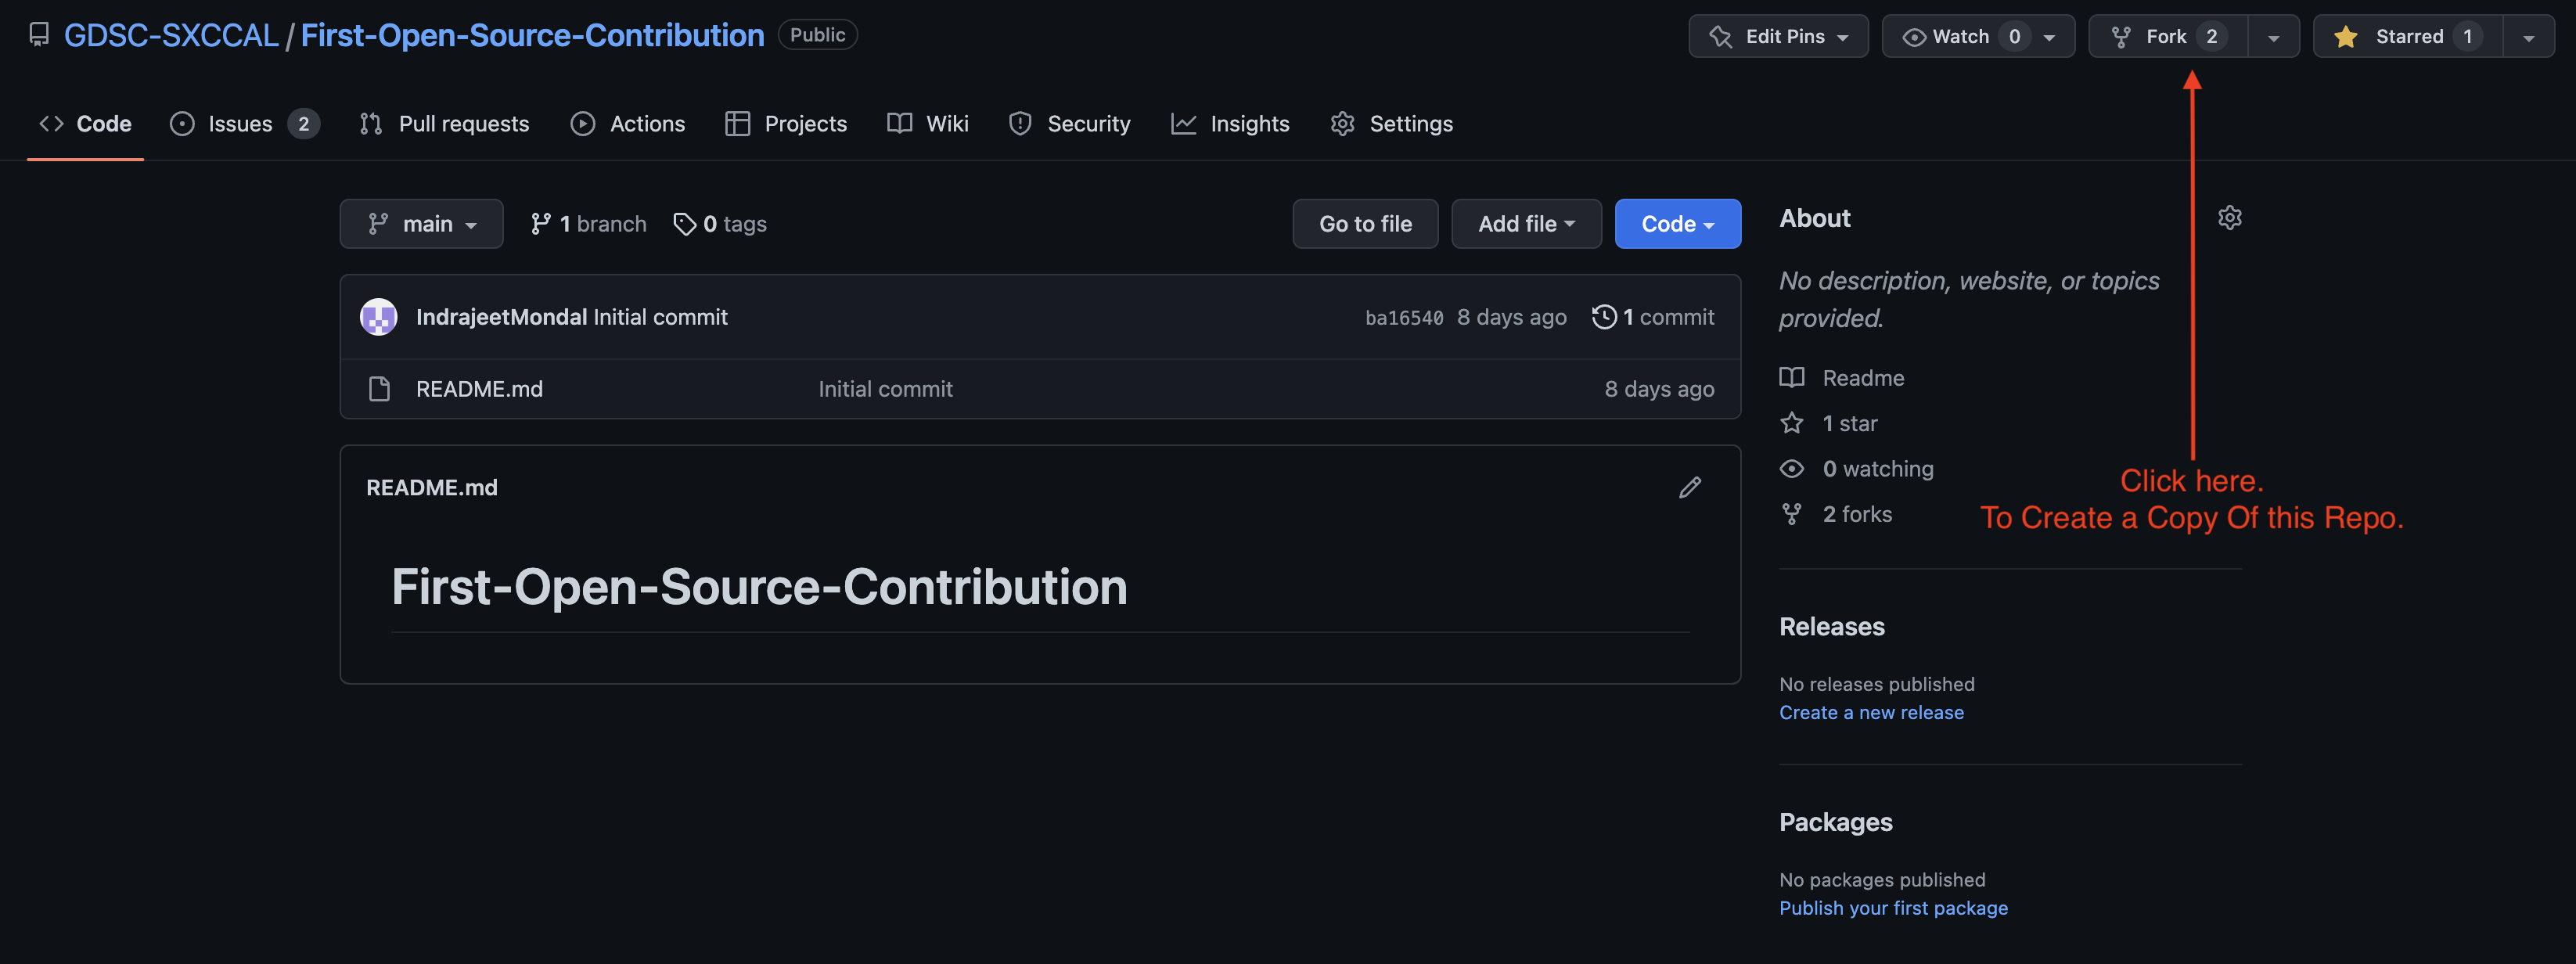 GDSC-SXCCAL / First-Open-Source-Contribution Public
Edit Pins Watch 0 Fork 2 Starred 1
Code Issues 2 Pull requests Actions Projects Wiki Security Insights Settings
main 1 branch 0 tags Go to file Add file Code
IndrajeetMondal Initial commit ba16540 8 days ago 1 commit
README.md Initial commit 8 days ago
README.md
First-Open-Source-Contribution
About
No description, website, or topics
provided.
Readme
1 star
0 watching
2 forks
Click here.
To Create a Copy Of this Repo.
Releases
No releases published
Create a new release
Packages
No packages published
Publish your first package